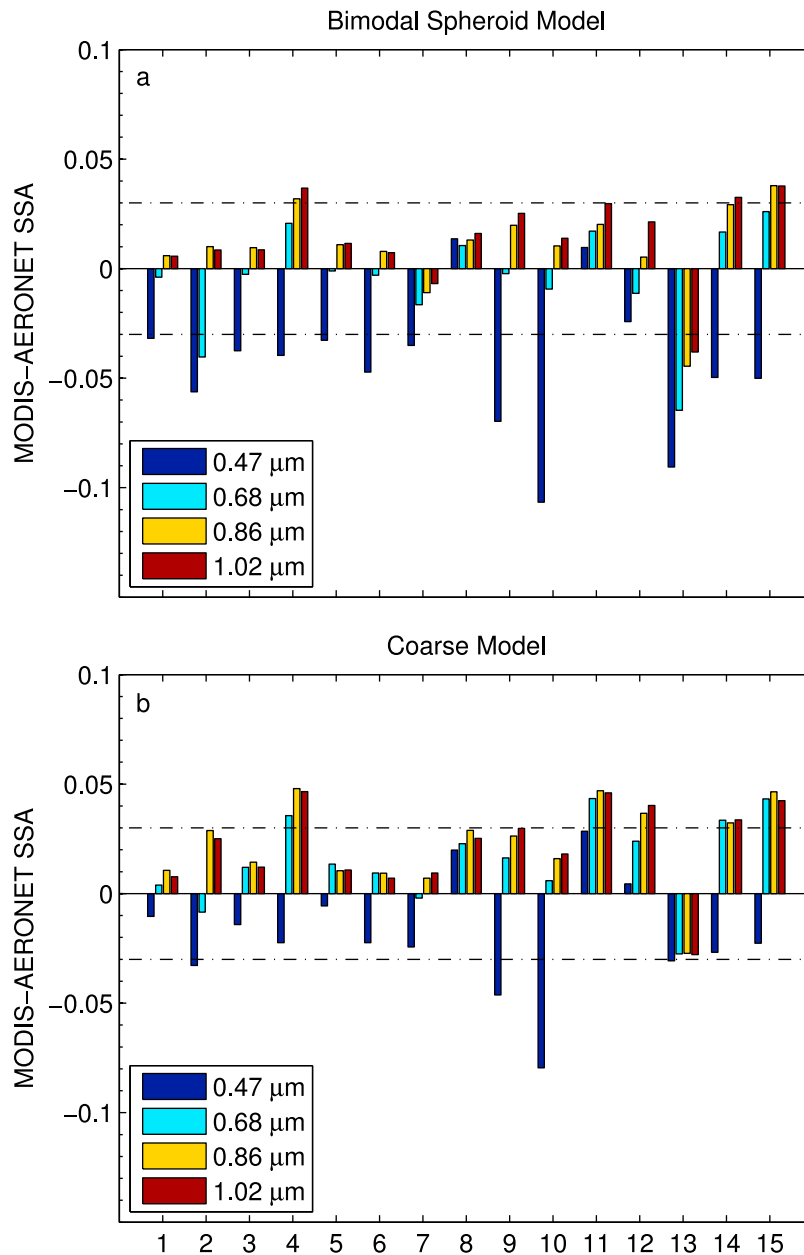 Bimodal Spheroid Model
a
0.1
0.05
0
−0.05
−0.1
MODIS−AERONET SSA
0.47 μm
0.68 μm
0.86 μm
1.02 μm
Coarse Model
b
0.1
0.05
0
−0.05
−0.1
MODIS−AERONET SSA
0.47 μm
0.68 μm
0.86 μm
1.02 μm
1 2 3 4 5 6 7 8 9 10 11 12 13 14 15